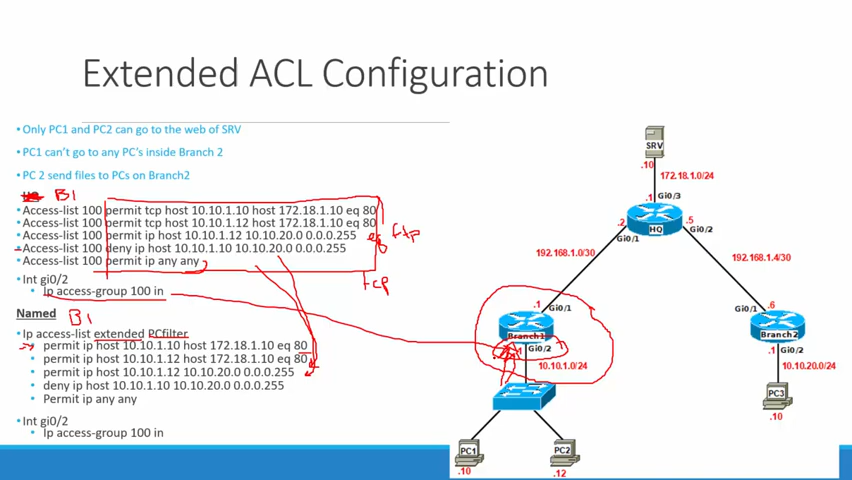 Extended ACL Configuration
• Only PC1 and PC2 can go to the web of SRV
• PC1 can't go to any PC's inside Branch 2
• PC 2 send files to PCs on Branch2
B1
Access-list 100 permit tcp host 10.10.1.10 host 172.18.1.10 eq 80
• Access-list 100 permit tcp host 10.10.1.12 host 172.18.1.10 eq 80
• Access-list 100 permit ip host 10.10.1.12 10.10.20.0 0.0.0.255
eq ftp
Access-list 100 deny ip host 10.10.1.10 10.10.20.0 0.0.0.255
• Access-list 100 permit ip any any
tcp
• Int gi0/2
• Ip access-group 100 in
Named
B1
• Ip access-list extended PCfilter
permit ip host 10.10.1.10 host 172.18.1.10 eq 80
• permit ip host 10.10.1.12 host 172.18.1.10 eq 80
• permit ip host 10.10.1.12 10.10.20.0 0.0.0.255
• deny ip host 10.10.1.10 10.10.20.0 0.0.0.255
• Permit ip any any
• Int gi0/2
• Ip access-group 100 in
SRV
.10
172.18.1.0/24
.1 Gi0/3
.2 .5
HQ
Gi0/1 Gi0/2
192.168.1.0/30
192.168.1.4/30
.1 Gi0/1
.6
Branch1
Branch2
Gi0/2
.1 Gi0/2
10.10.1.0/24
10.10.20.0/24
PC3
.10
PC1
PC2
.10
.12